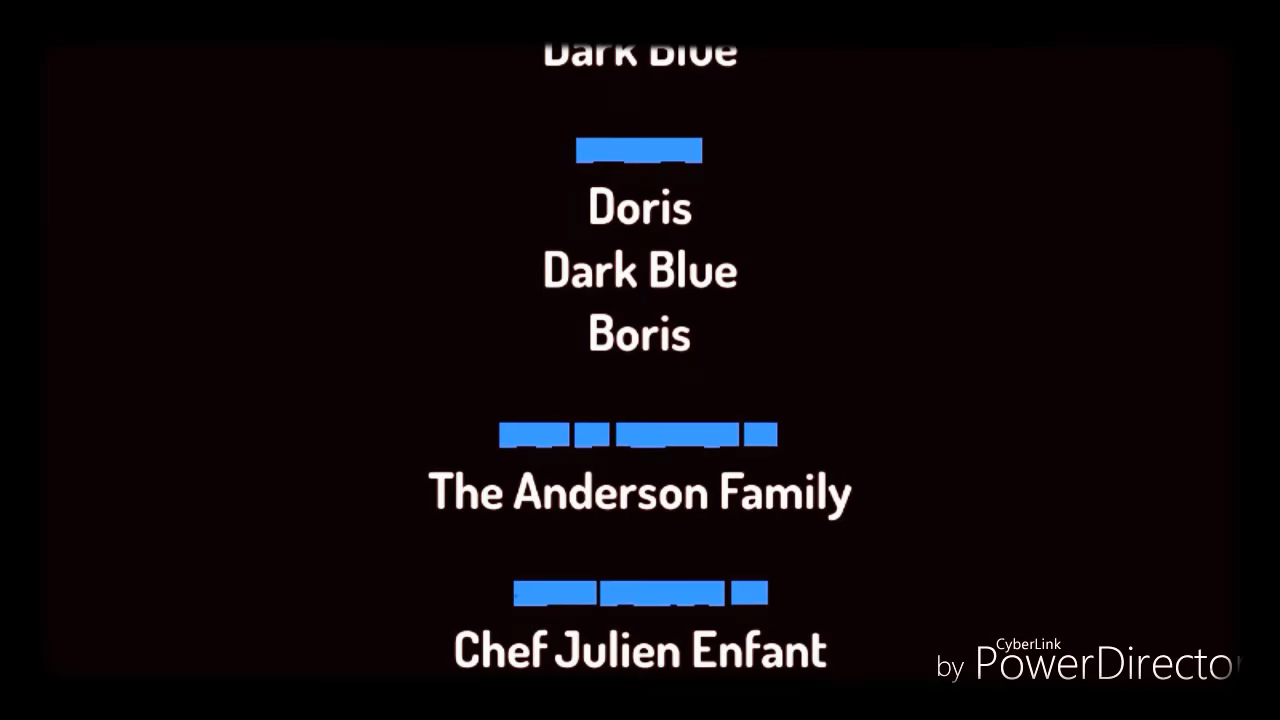 Dark Blue
Doris
Dark Blue
Boris
The Anderson Family
Chef Julien Enfant
CyberLink
by PowerDirector